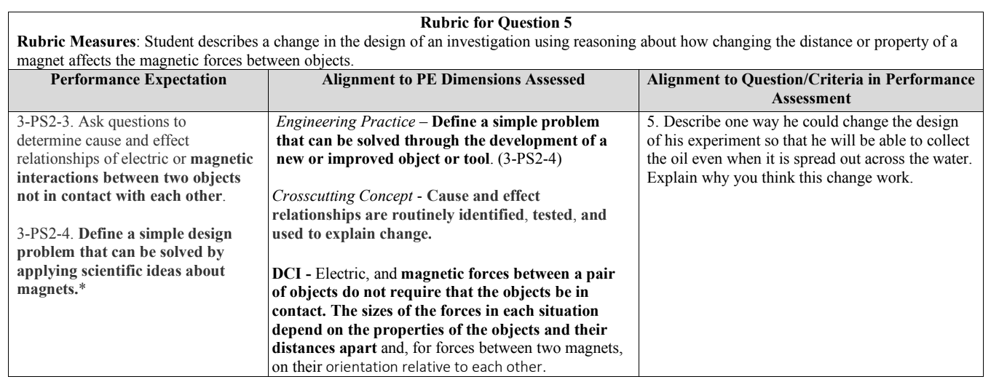 Rubric for Question 5
Rubric Measures: Student describes a change in the design of an investigation using reasoning about how changing the distance or property of a
magnet affects the magnetic forces between objects.
Performance Expectation
Alignment to PE Dimensions Assessed
Alignment to Question/Criteria in Performance
Assessment
3-PS2-3. Ask questions to
determine cause and effect
relationships of electric or magnetic
interactions between two objects
not in contact with each other.
3-PS2-4. Define a simple design
problem that can be solved by
applying scientific ideas about
magnets.*
Engineering Practice – Define a simple problem
that can be solved through the development of a
new or improved object or tool. (3-PS2-4)
Crosscutting Concept - Cause and effect
relationships are routinely identified, tested, and
used to explain change.
DCI - Electric, and magnetic forces between a pair
of objects do not require that the objects be in
contact. The sizes of the forces in each situation
depend on the properties of the objects and their
distances apart and, for forces between two magnets,
on their orientation relative to each other.
5. Describe one way he could change the design
of his experiment so that he will be able to collect
the oil even when it is spread out across the water.
Explain why you think this change work.